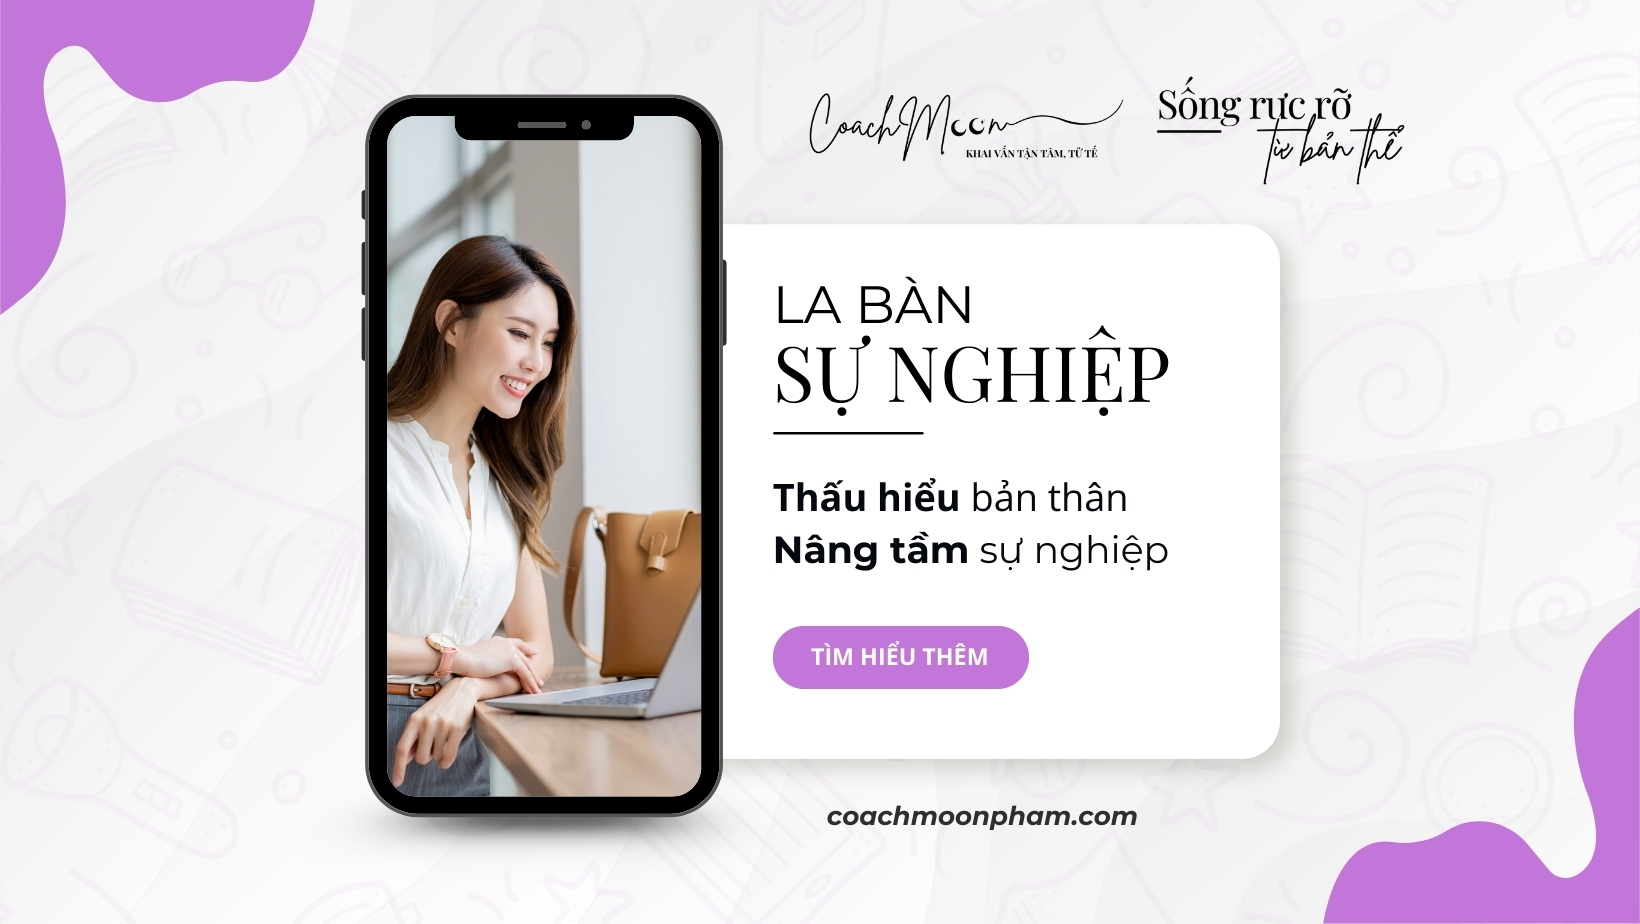 CoachMoon
KHAI VẤN TẬN TÂM, TỬ TẾ
Sống rực rỡ
từ bản thể
LA BÀN
SỰ NGHIỆP
Thấu hiểu bản thân
Nâng tầm sự nghiệp
TÌM HIỂU THÊM
coachmoonpham.com